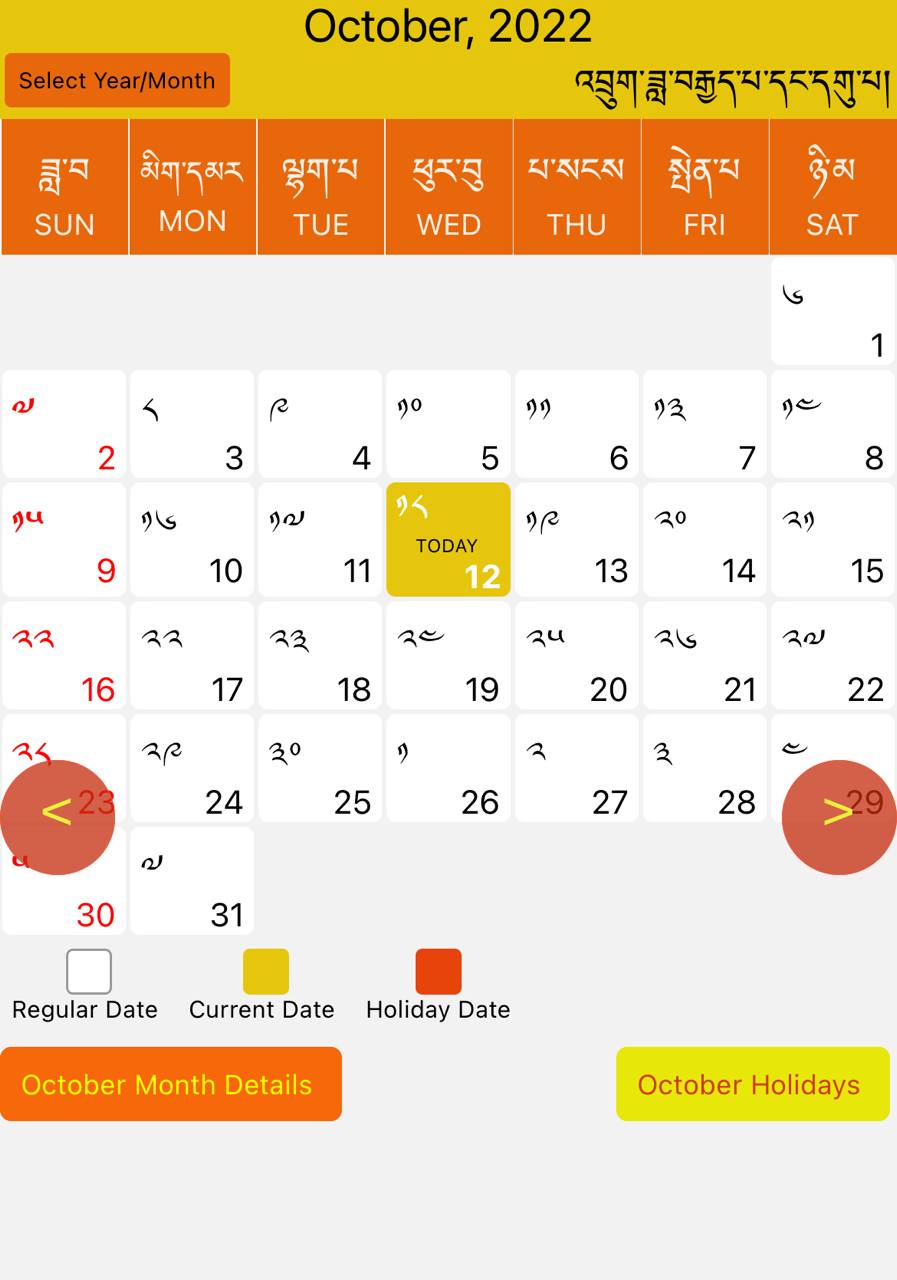 October, 2022
Select Year/Month
འབྲུག་ཟླ་བརྒྱད་པ་དང་དགུ་པ།
ཟླ་བ མིག་དམར ལྷག་པ ཕུར་བུ པ་སངས སྤེན་པ ཉི་མ
SUN MON TUE WED THU FRI SAT
༦
1
༧ ༨ ༩ ༡༠ ༡༡ ༡༣ ༡༤
2 3 4 5 6 7 8
༡༥ ༡༦ ༡༧ ༡༨ ༡༩ ༢༠ ༢༡
TODAY
9 10 11 12 13 14 15
༢༢ ༢༢ ༢༣ ༢༤ ༢༥ ༢༦ ༢༧
16 17 18 19 20 21 22
༢༨ ༢༩ ༣༠ ༡ ༢ ༣ ༤
< 23 24 25 26 27 28 > 29
༥ ༧
30 31
Regular Date Current Date Holiday Date
October Month Details October Holidays